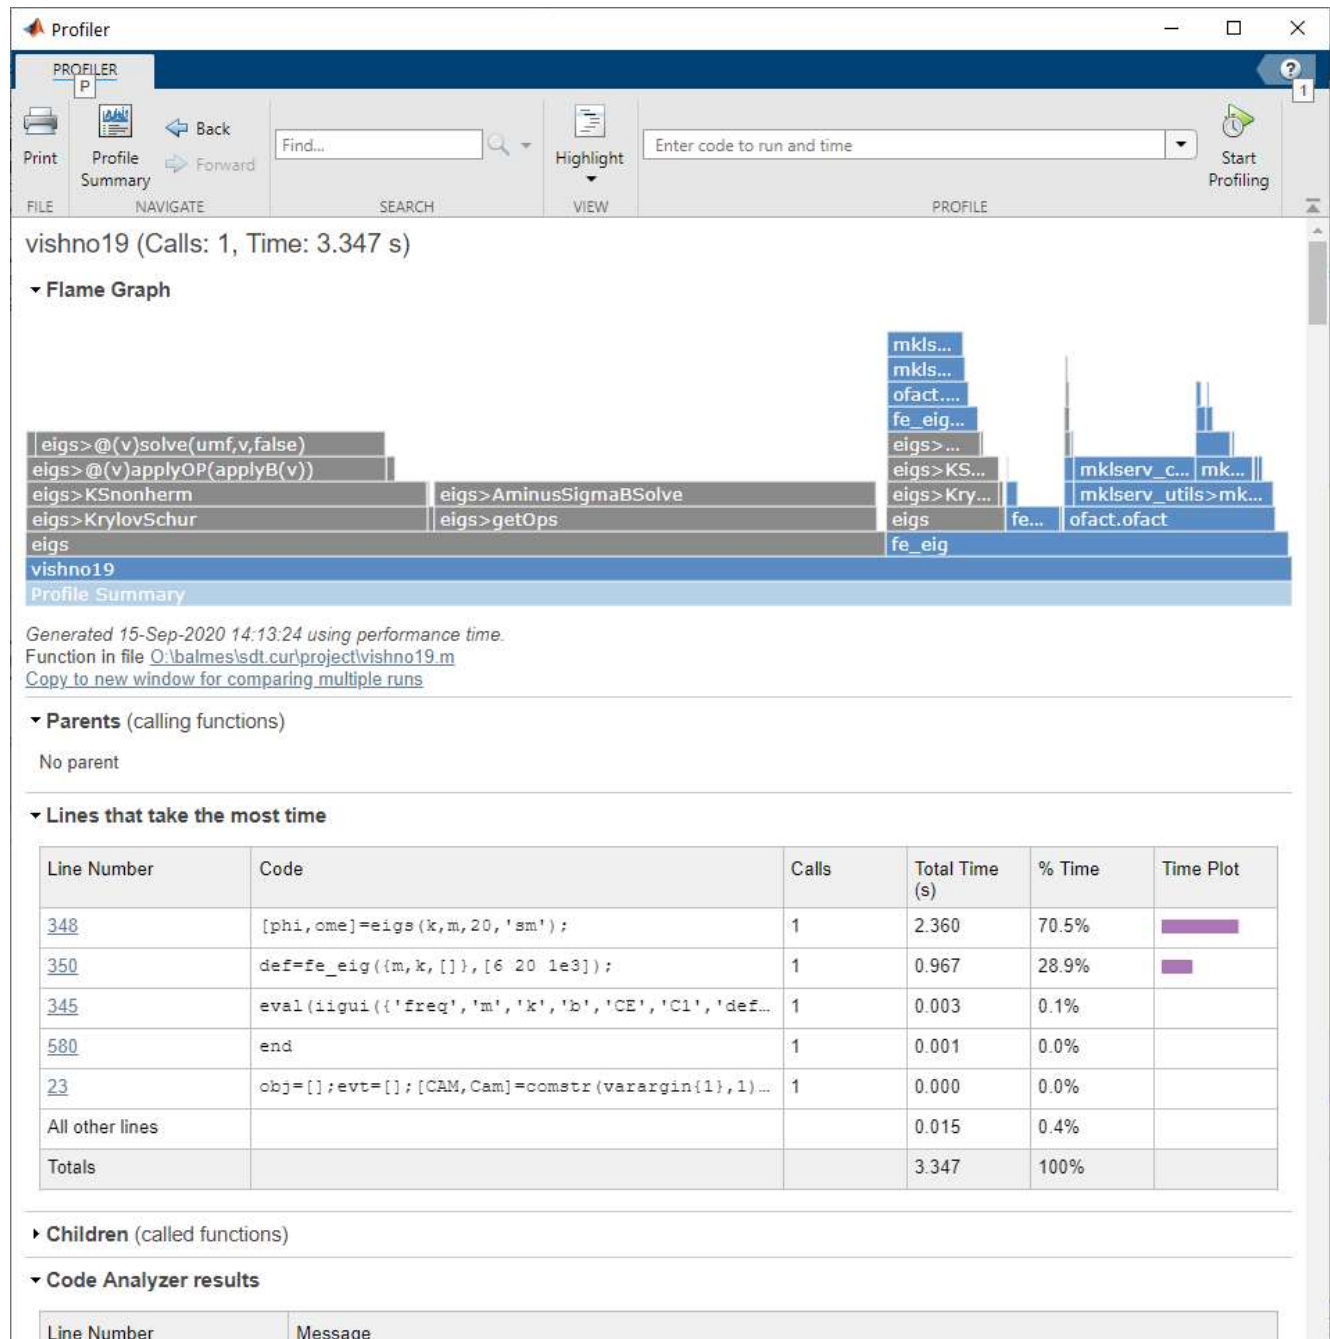 Profiler
PROFILER
P
?
1
Print
Profile Summary
Back
Forward
Find...
Highlight
Enter code to run and time
Start Profiling
FILE
NAVIGATE
SEARCH
VIEW
PROFILE
vishno19 (Calls: 1, Time: 3.347 s)
Flame Graph
mkls...
mkls...
ofact....
fe_eig...
eigs>@(v)solve(umf,v,false) eigs>...
eigs>@(v)applyOP(applyB(v)) eigs>KS... mklserv_c... mk...
eigs>KSnonherm eigs>AminusSigmaBSolve eigs>Kry... mklserv_utils>mk...
eigs>KrylovSchur eigs>getOps eigs fe... ofact.ofact
eigs fe_eig
vishno19
Profile Summary
Generated 15-Sep-2020 14:13:24 using performance time.
Function in file O:\balmes\sdt.cur\project\vishno19.m
Copy to new window for comparing multiple runs
Parents (calling functions)
No parent
Lines that take the most time
Line Number Code Calls Total Time (s) % Time Time Plot
348 [phi,ome]=eigs(k,m,20,'sm'); 1 2.360 70.5%
350 def=fe_eig({m,k,[]},[6 20 1e3]); 1 0.967 28.9%
345 eval(iigui({'freq','m','k','b','CE','C1','def... 1 0.003 0.1%
580 end 1 0.001 0.0%
23 obj=[];evt=[];[CAM,Cam]=comstr(varargin{1},1)... 1 0.000 0.0%
All other lines 0.015 0.4%
Totals 3.347 100%
Children (called functions)
Code Analyzer results
Line Number Message